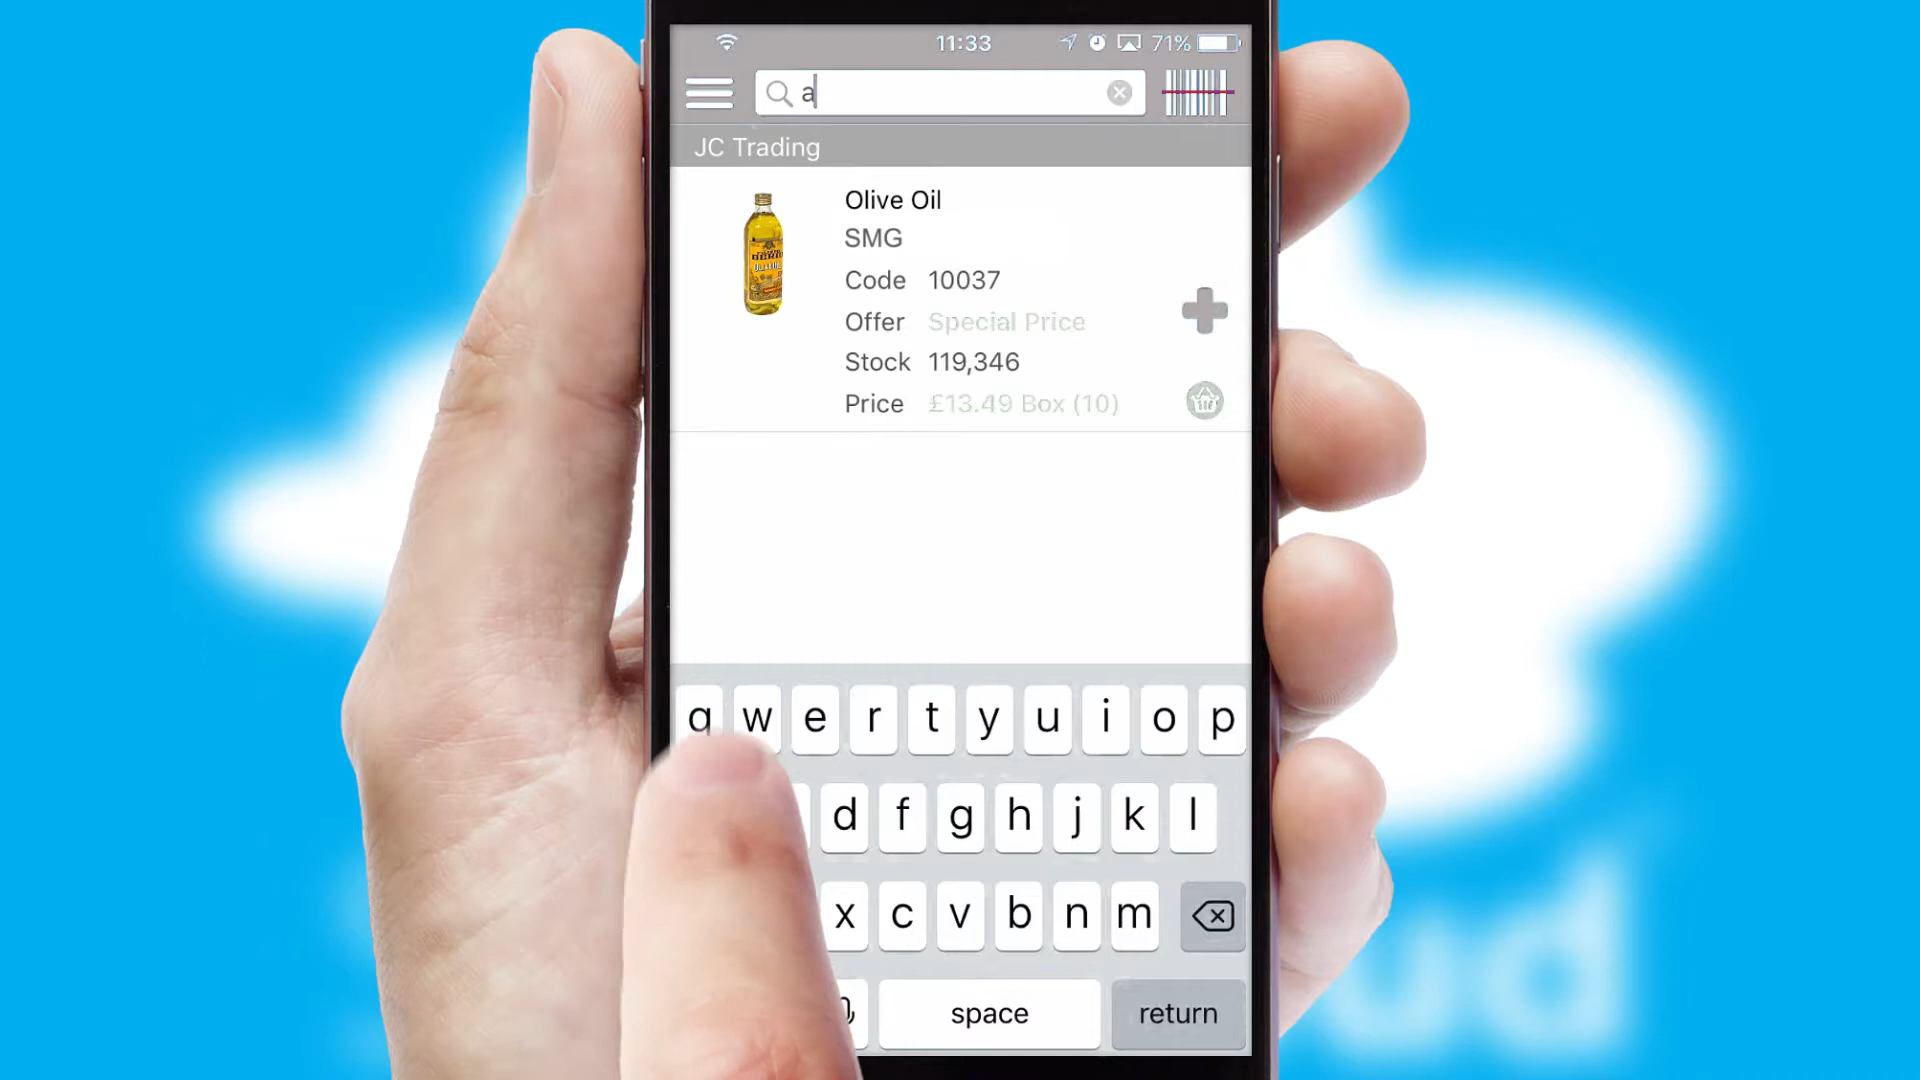 11:33 71%
a
JC Trading
Olive Oil
SMG
Code 10037
Offer Special Price
Stock 119,346
Price £13.49 Box (10)
q w e r t y u i o p
d f g h j k l
x c v b n m
space return
ud